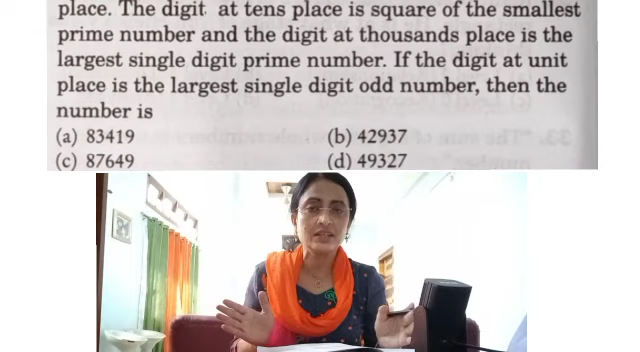 place. The digit at tens place is square of the smallest
prime number and the digit at thousands place is the
largest single digit prime number. If the digit at unit
place is the largest single digit odd number, then the
number is
(a) 83419 (b) 42937
(c) 87649 (d) 49327